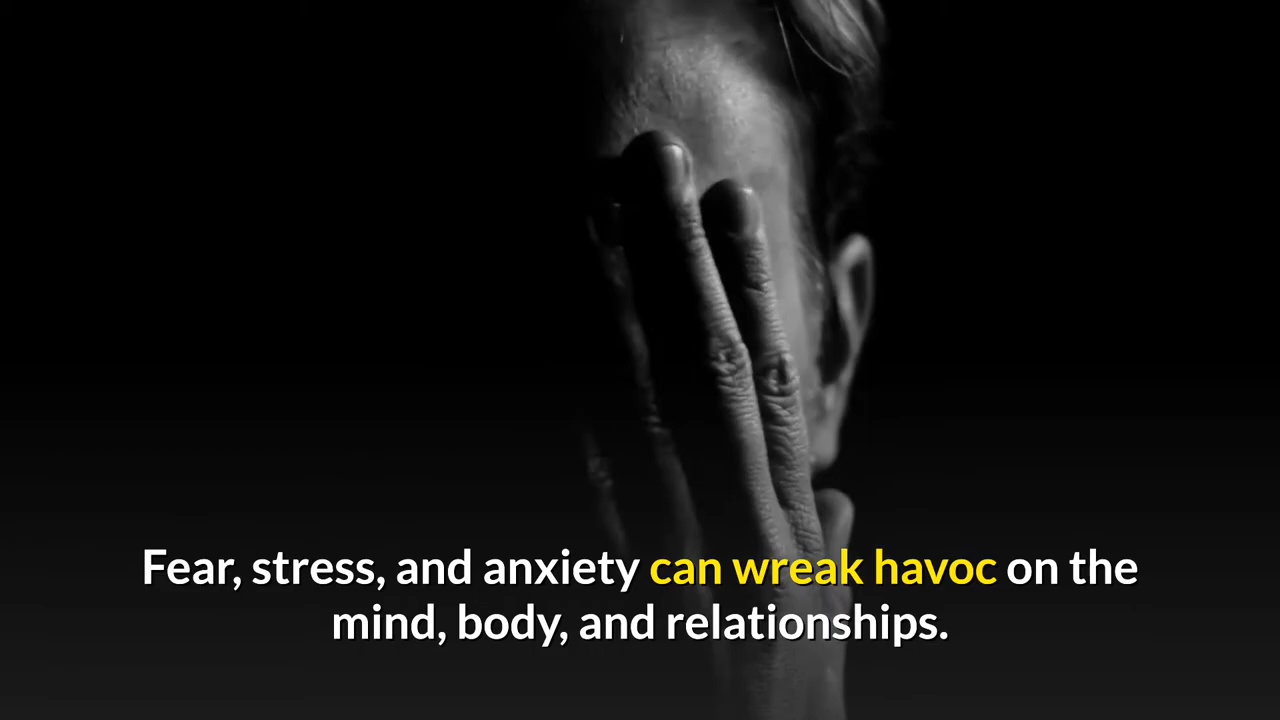 Fear, stress, and anxiety can wreak havoc on the
mind, body, and relationships.